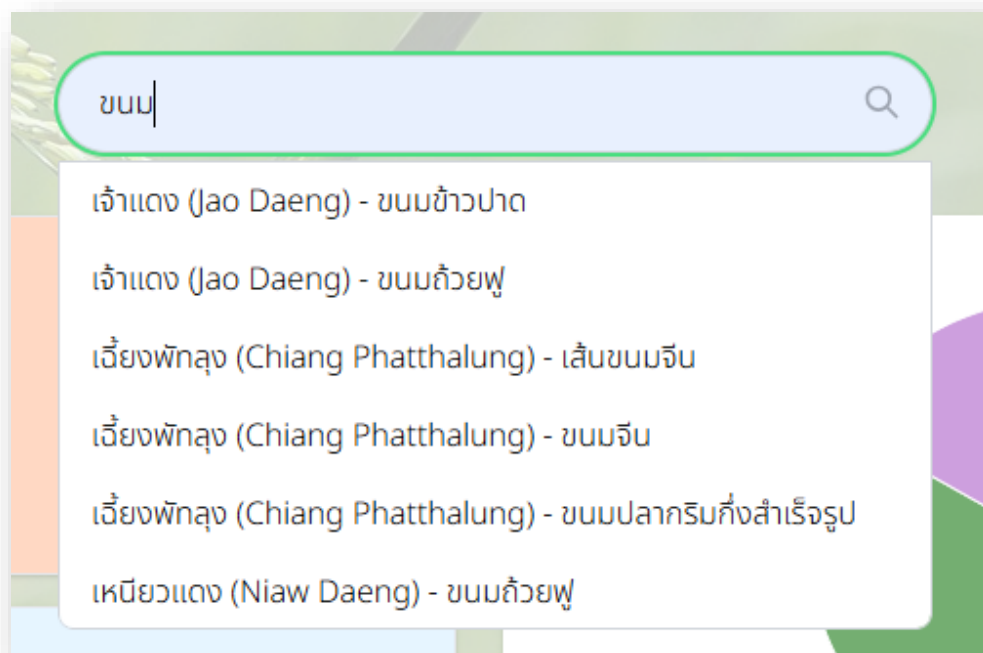 ขนม
เจ้าแดง (Jao Daeng) - ขนมข้าวปาด
เจ้าแดง (Jao Daeng) - ขนมถ้วยฟู
เฉี้ยงพัทลุง (Chiang Phatthalung) - เส้นขนมจีน
เฉี้ยงพัทลุง (Chiang Phatthalung) - ขนมจีน
เฉี้ยงพัทลุง (Chiang Phatthalung) - ขนมปลากริมกึ่งสำเร็จรูป
เหนียวแดง (Niaw Daeng) - ขนมถ้วยฟู